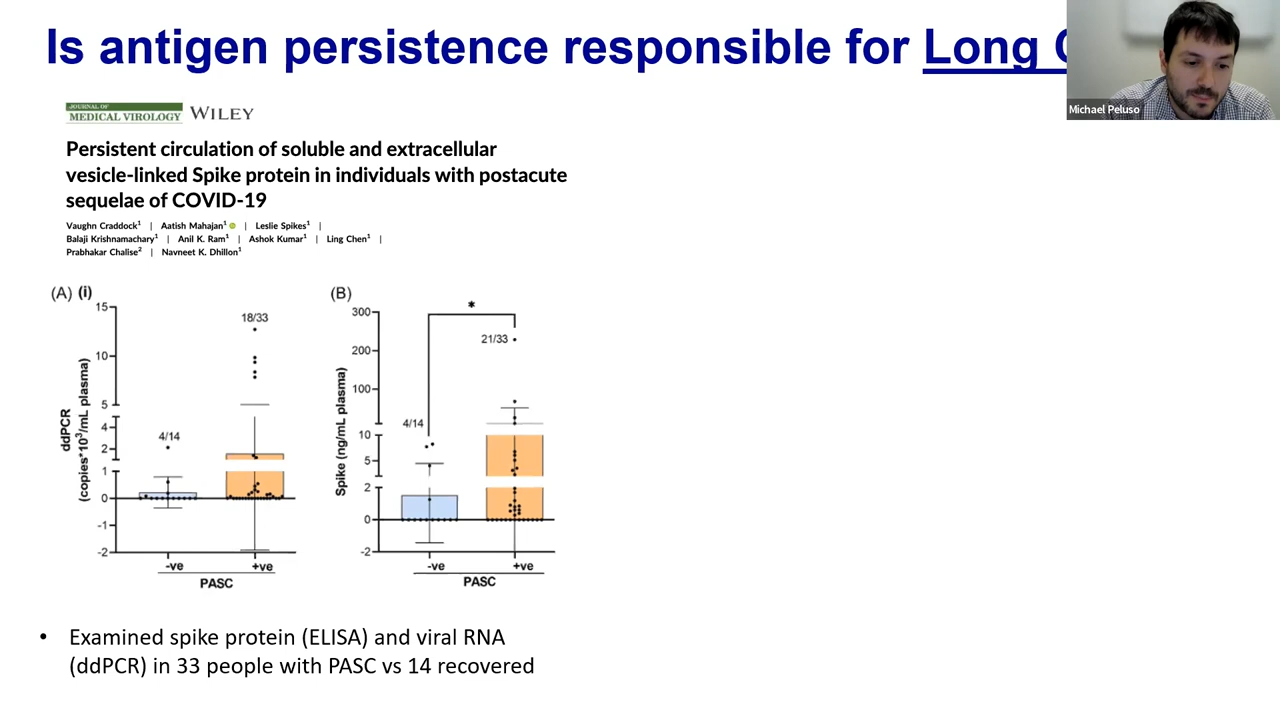 Is antigen persistence responsible for Long C
Michael Peluso
JOURNAL OF
MEDICAL VIROLOGY WILEY
Persistent circulation of soluble and extracellular
vesicle-linked Spike protein in individuals with postacute
sequelae of COVID-19
Vaughn Craddock1 | Aatish Mahajan1 | Leslie Spikes1 |
Balaji Krishnamachary1 | Anil K. Ram1 | Ashok Kumar1 | Ling Chen1 |
Prabhakar Chalise2 | Navneet K. Dhillon1
(A) (i)
ddPCR
(copies*10^3/mL plasma)
15
10
5
4
2
1
0
-1
-2
4/14
18/33
-ve
+ve
PASC
(B)
Spike (ng/mL plasma)
300
200
100
10
5
2
0
-2
*
4/14
21/33
-ve
+ve
PASC
• Examined spike protein (ELISA) and viral RNA
(ddPCR) in 33 people with PASC vs 14 recovered